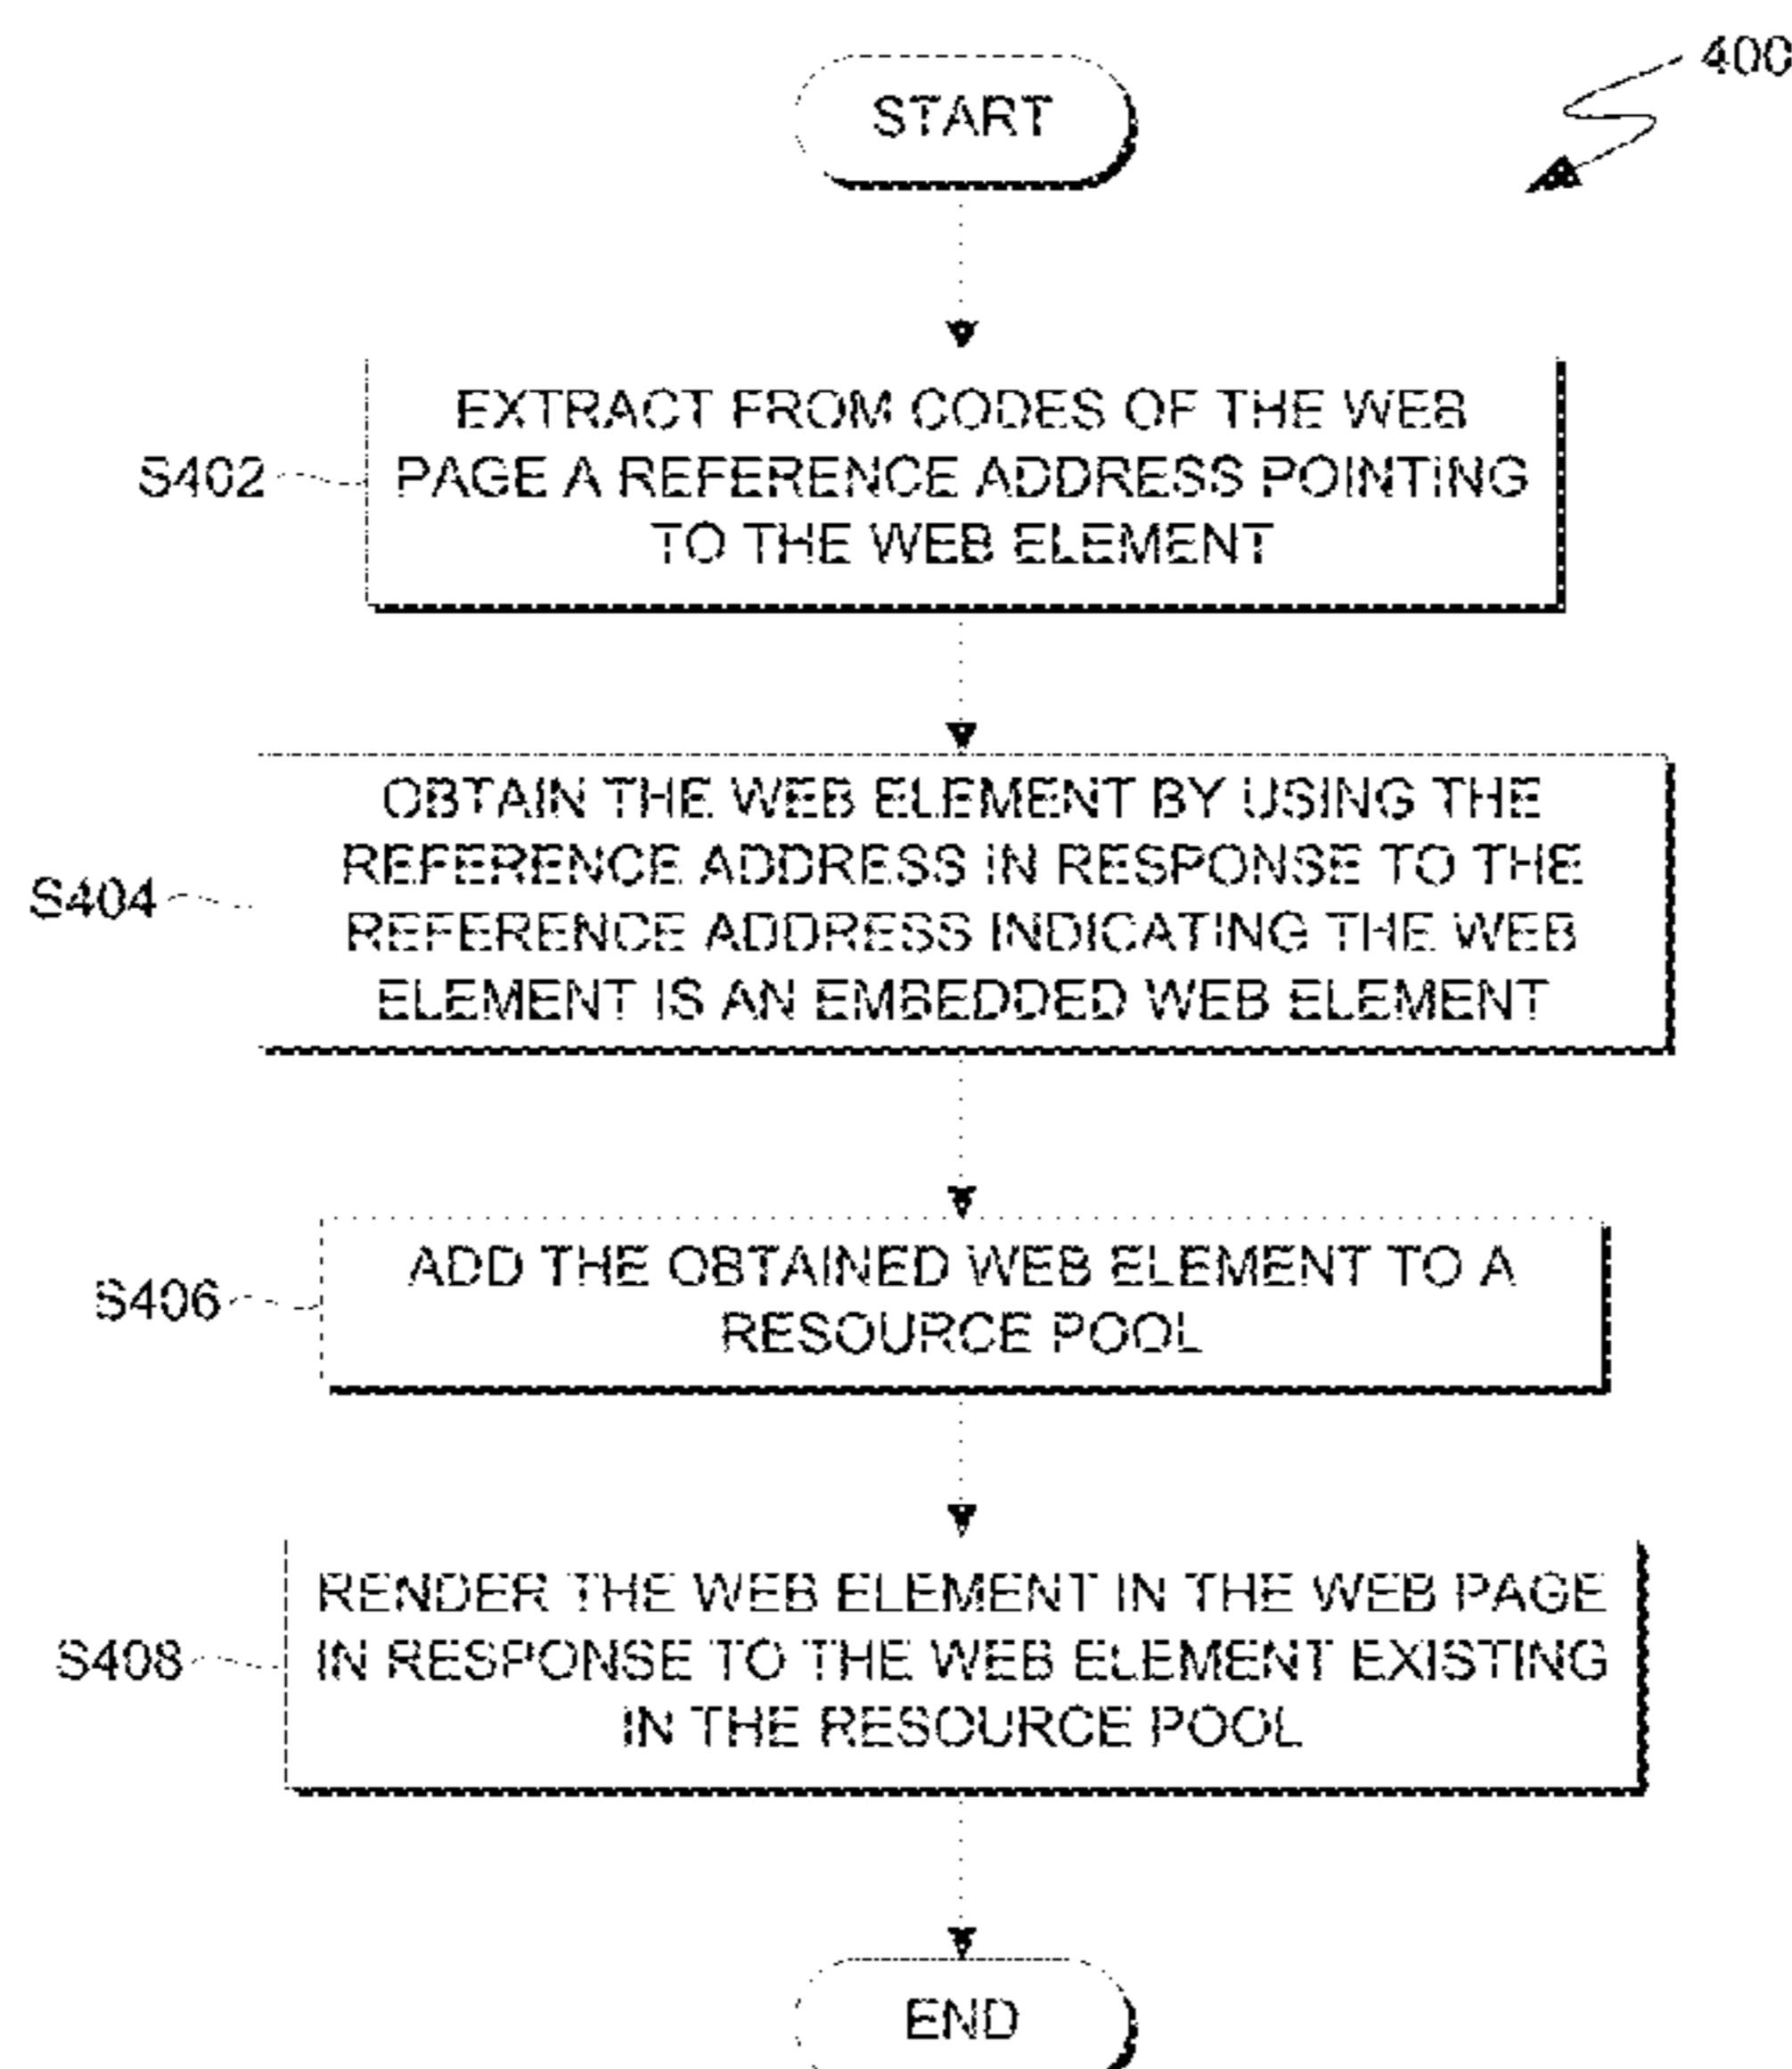 400
START
EXTRACT FROM CODES OF THE WEB
PAGE A REFERENCE ADDRESS POINTING
TO THE WEB ELEMENT
S402
OBTAIN THE WEB ELEMENT BY USING THE
REFERENCE ADDRESS IN RESPONSE TO THE
REFERENCE ADDRESS INDICATING THE WEB
ELEMENT IS AN EMBEDDED WEB ELEMENT
S404
ADD THE OBTAINED WEB ELEMENT TO A
RESOURCE POOL
S406
RENDER THE WEB ELEMENT IN THE WEB PAGE
IN RESPONSE TO THE WEB ELEMENT EXISTING
IN THE RESOURCE POOL
S408
END